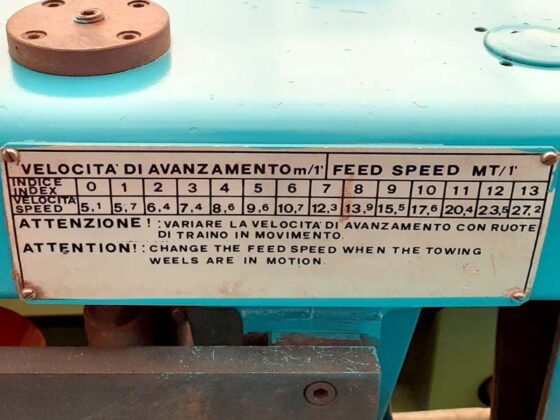 VELOCITA' DI AVANZAMENTO m/1' FEED SPEED MT/1'
INDICE INDEX 0 1 2 3 4 5 6 7 8 9 10 11 12 13
VELOCITA SPEED 5,1 5,7 6,4 7,4 8,6 9,6 10,7 12,3 13,9 15,5 17,6 20,4 23,5 27,2
ATTENZIONE!: VARIARE LA VELOCITA DI AVANZAMENTO CON RUOTE
DI TRAINO IN MOVIMENTO.
ATTENTION!: CHANGE THE FEED SPEED WHEN THE TOWING
WEELS ARE IN MOTION.